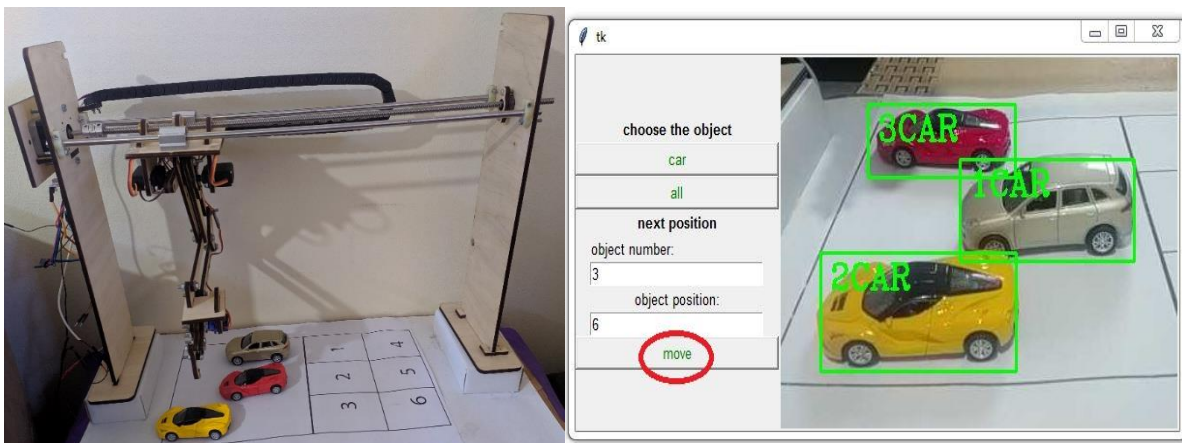 1
4
2
5
3
6
tk
choose the object
car
all
next position
object number:
3
object position:
6
move
3CAR
1CAR
2CAR